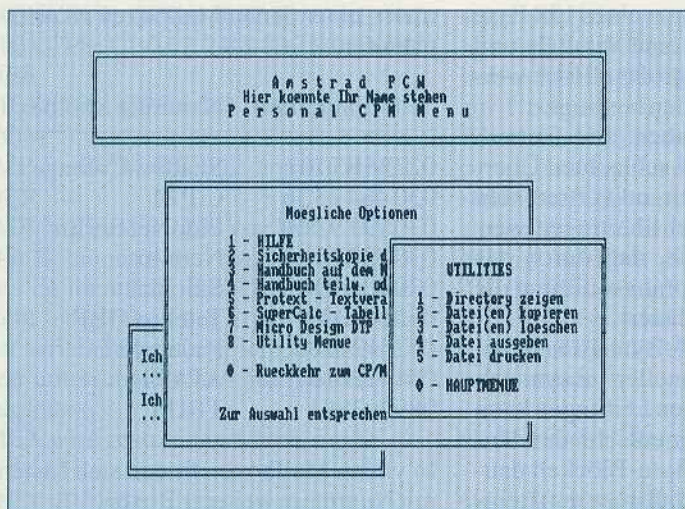 Amstrad PCW
Hier koennte Ihr Name stehen
Personal CPM Menu
Moegliche Optionen
1 - HILFE
2 - Sicherheitskopie d
3 - Handbuch auf dem M
4 - Handbuch teilw. od
5 - Protext - Textvera
6 - SuperCalc - Tabell
7 - Micro Design DTP
8 - Utility Menue
0 - Rueckkehr zum CP/M
Zur Auswahl entsprechen
UTILITIES
1 - Directory zeigen
2 - Datei(en) kopieren
3 - Datei(en) loeschen
4 - Datei ausgeben
5 - Datei drucken
0 - HAUPTMENUE
Ich
...
Ich
...